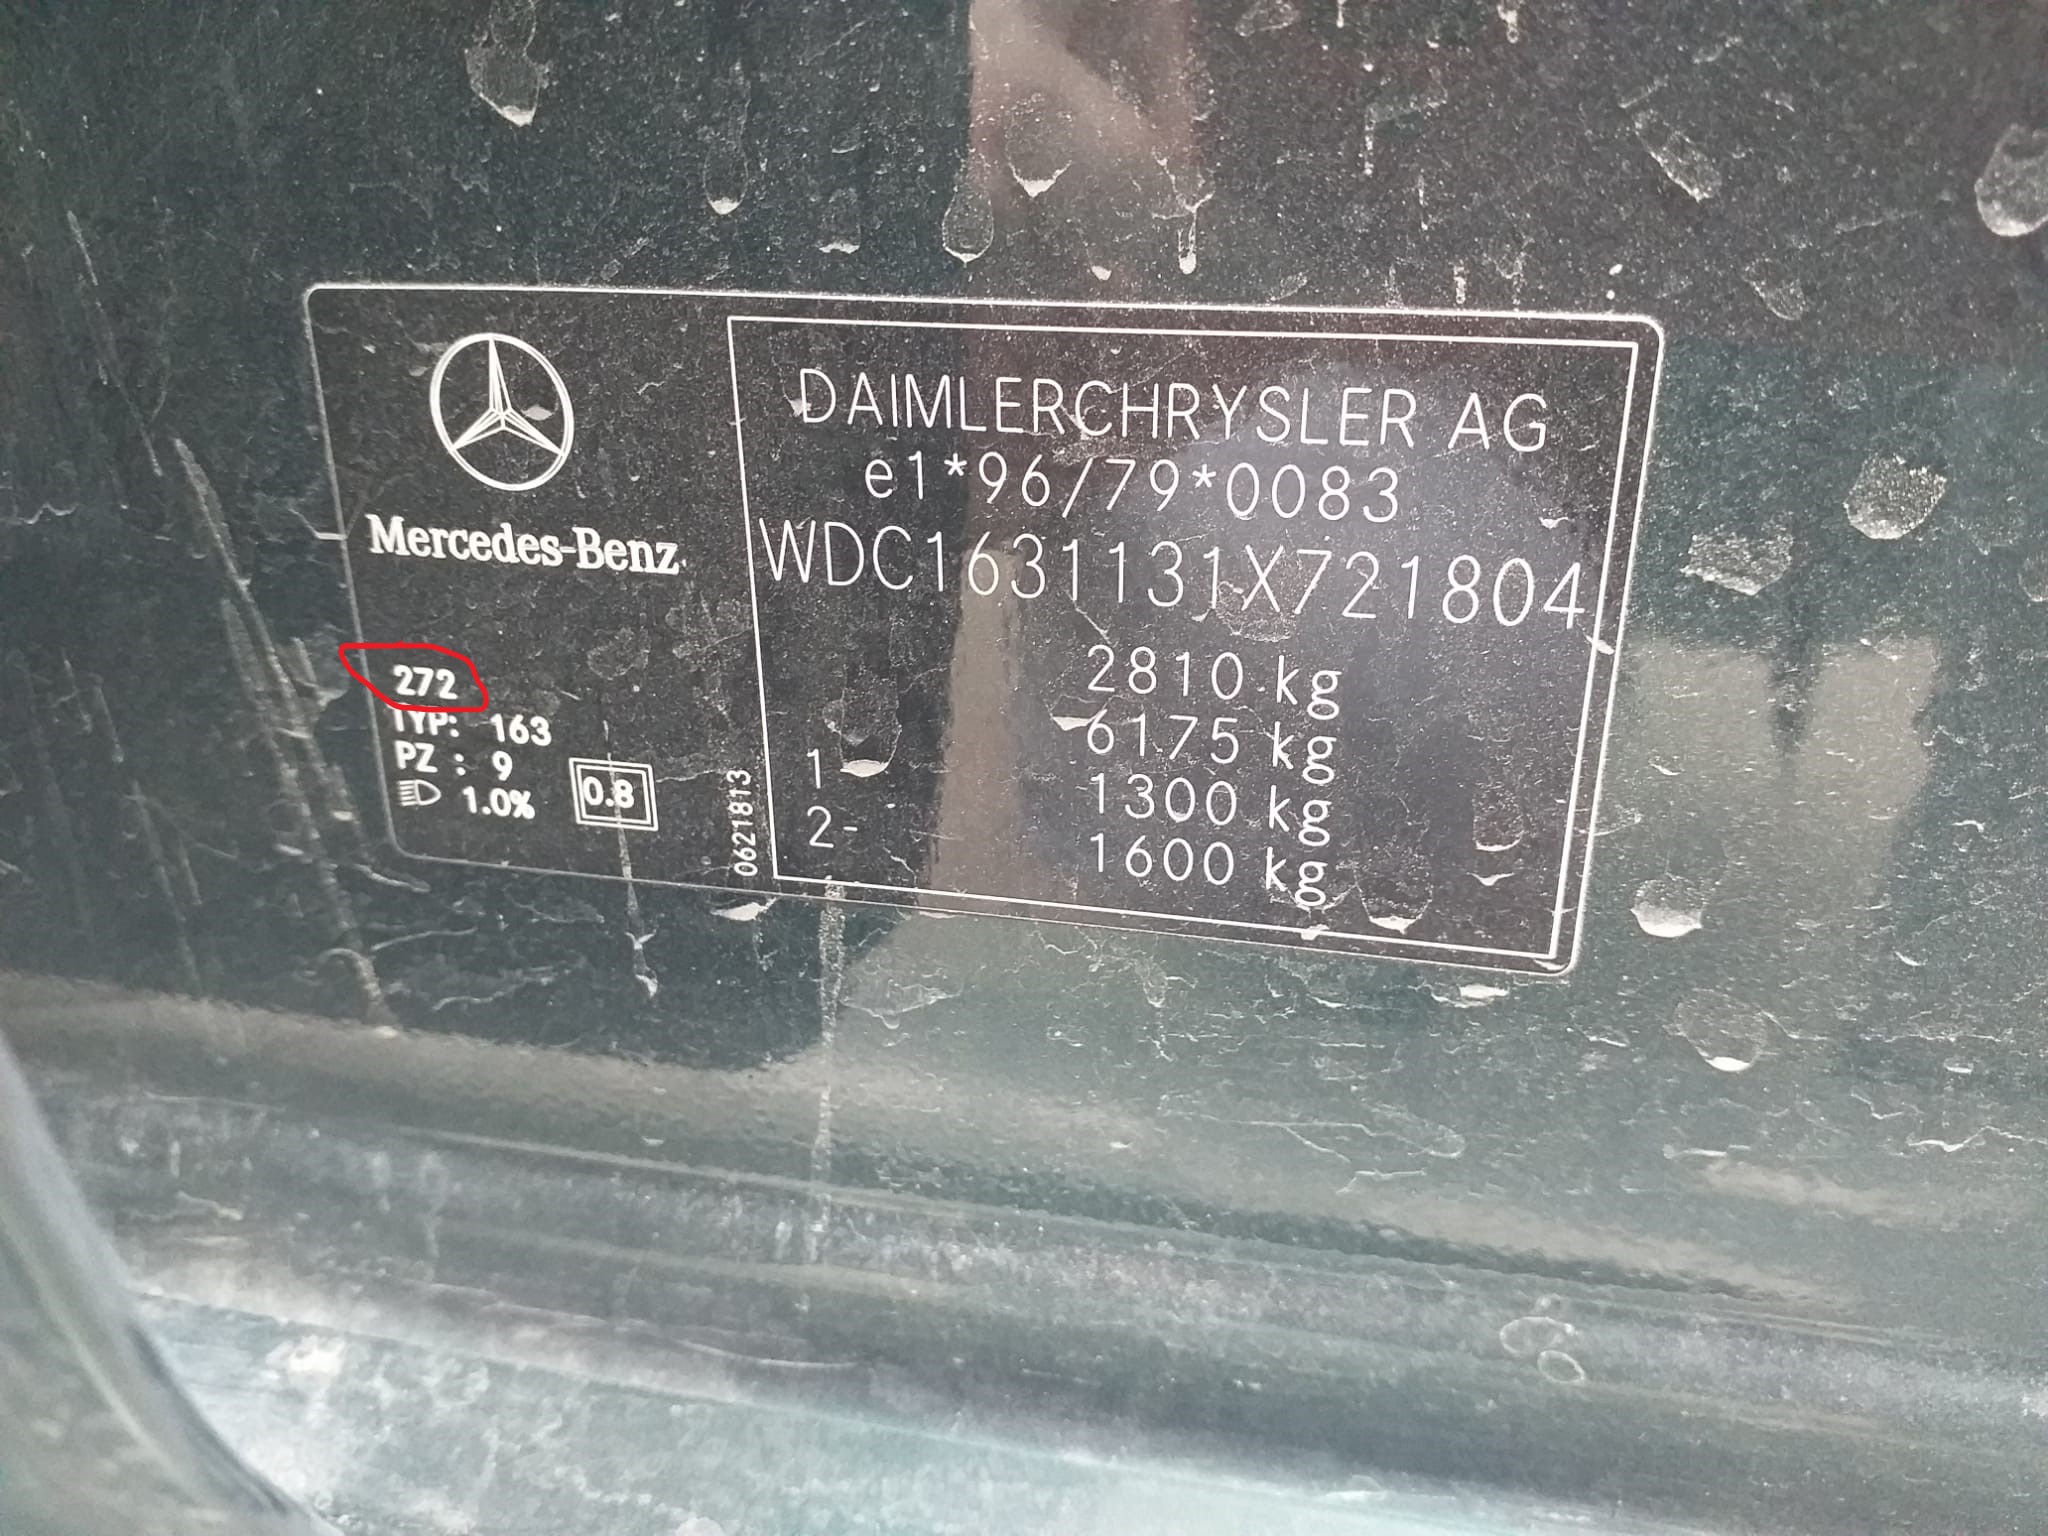 Mercedes-Benz
272
TYP: 163
PZ : 9
1.0%
0.8
0621813
DAIMLERCHRYSLER AG
e1*96/79*0083
WDC1631131X721804
2810 kg
6175 kg
1 1300 kg
2- 1600 kg